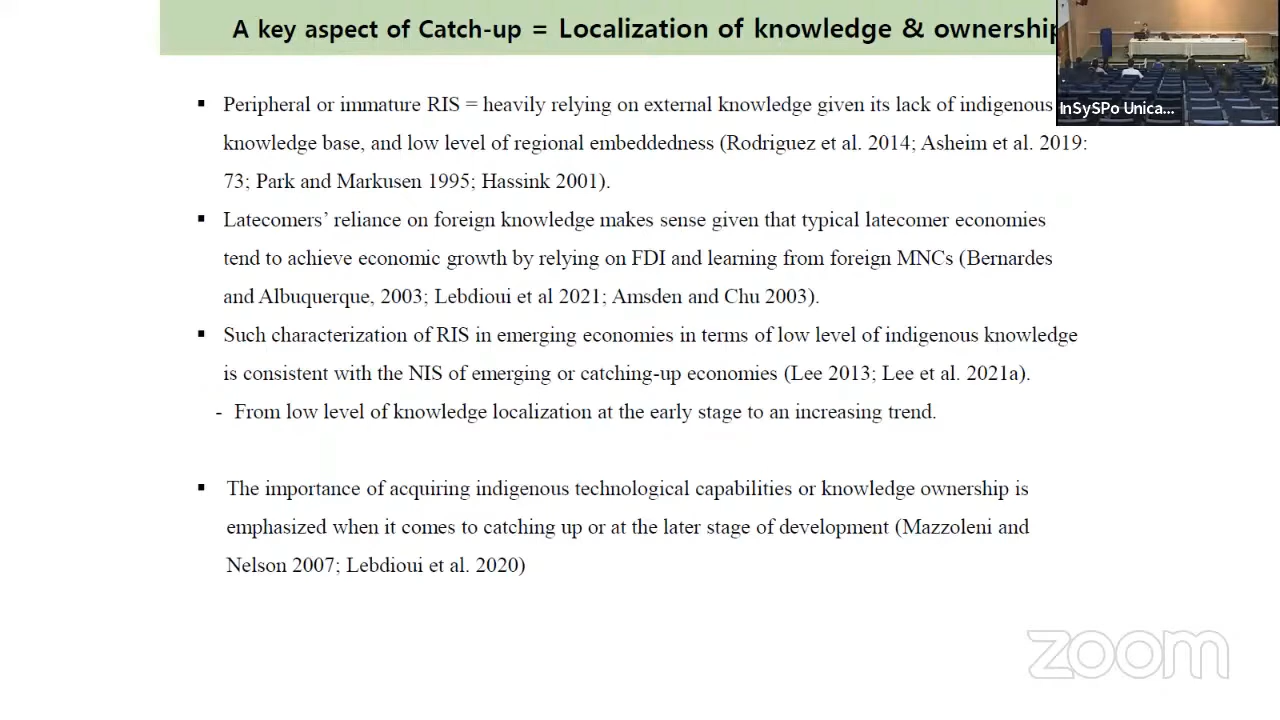 A key aspect of Catch-up = Localization of knowledge & ownership
InSySPo Unica...
▪ Peripheral or immature RIS = heavily relying on external knowledge given its lack of indigenous
knowledge base, and low level of regional embeddedness (Rodriguez et al. 2014; Asheim et al. 2019:
73; Park and Markusen 1995; Hassink 2001).
▪ Latecomers’ reliance on foreign knowledge makes sense given that typical latecomer economies
tend to achieve economic growth by relying on FDI and learning from foreign MNCs (Bernardes
and Albuquerque, 2003; Lebdioui et al 2021; Amsden and Chu 2003).
▪ Such characterization of RIS in emerging economies in terms of low level of indigenous knowledge
is consistent with the NIS of emerging or catching-up economies (Lee 2013; Lee et al. 2021a).
- From low level of knowledge localization at the early stage to an increasing trend.
▪ The importance of acquiring indigenous technological capabilities or knowledge ownership is
emphasized when it comes to catching up or at the later stage of development (Mazzoleni and
Nelson 2007; Lebdioui et al. 2020)
zoom